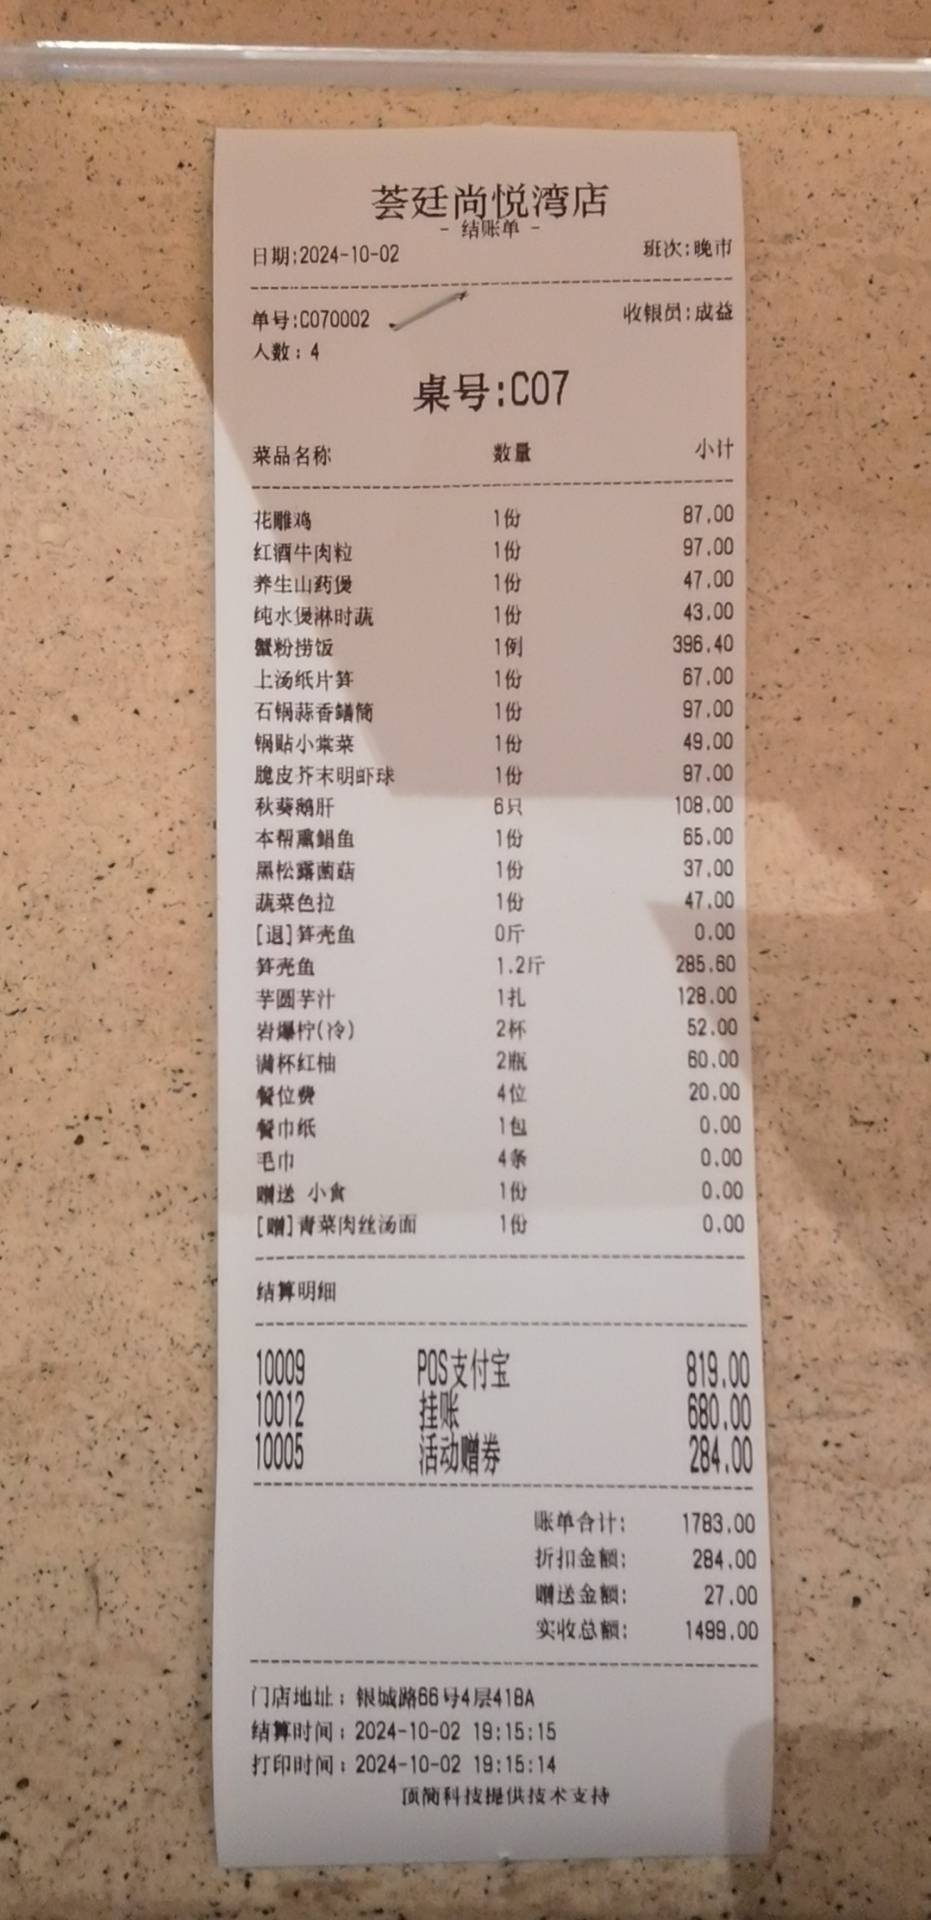 荟廷尚悦湾店
- 结账单 -
日期:2024-10-02 班次:晚市
单号:C070002 收银员:成益
人数: 4
桌号:C07
菜品名称 数量 小计
花雕鸡 1份 87.00
红酒牛肉粒 1份 97.00
养生山药煲 1份 47.00
纯水煲淋时蔬 1份 43.00
蟹粉捞饭 1例 396.40
上汤纸片笋 1份 67.00
石锅蒜香鳝筒 1份 97.00
锅贴小棠菜 1份 49.00
脆皮芥末明虾球 1份 97.00
秋葵鹅肝 6只 108.00
本帮熏鲳鱼 1份 65.00
黑松露菌菇 1份 37.00
蔬菜色拉 1份 47.00
[退]笋壳鱼 0斤 0.00
笋壳鱼 1.2斤 285.60
芋圆芋汁 1扎 128.00
岩爆柠(冷) 2杯 52.00
满杯红柚 2瓶 60.00
餐位费 4位 20.00
餐巾纸 1包 0.00
毛巾 4条 0.00
赠送 小食 1份 0.00
[赠]青菜肉丝汤面 1份 0.00
结算明细
10009 POS支付宝 819.00
10012 挂账 680.00
10005 活动赠券 284.00
账单合计: 1783.00
折扣金额: 284.00
赠送金额: 27.00
实收总额: 1499.00
门店地址: 银城路66号4层418A
结算时间: 2024-10-02 19:15:15
打印时间: 2024-10-02 19:15:14
顶简科技提供技术支持